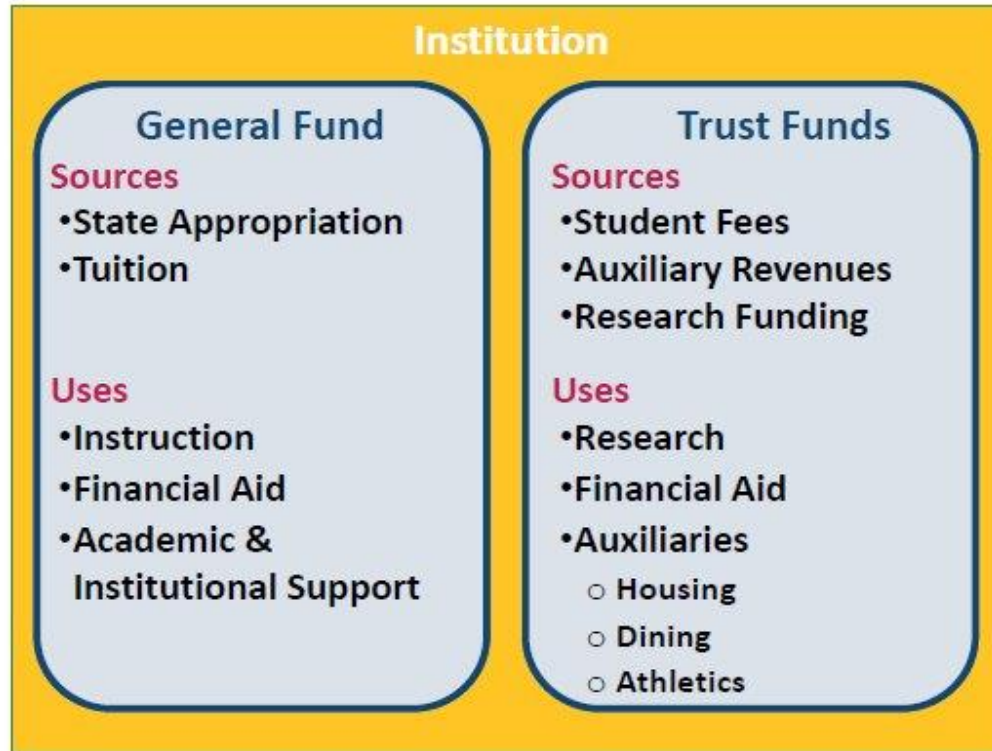 Institution
General Fund
Sources
•State Appropriation
•Tuition
Uses
•Instruction
•Financial Aid
•Academic &
Institutional Support
Trust Funds
Sources
•Student Fees
•Auxiliary Revenues
•Research Funding
Uses
•Research
•Financial Aid
•Auxiliaries
○ Housing
○ Dining
○ Athletics